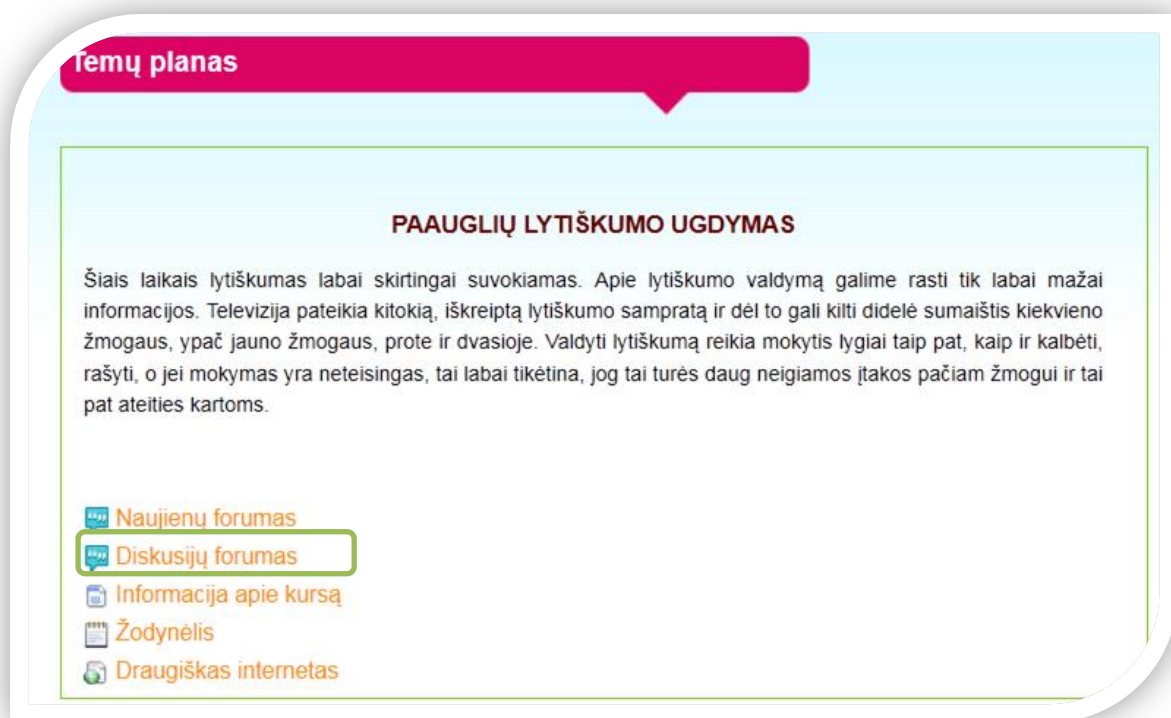 Temų planas
PAAUGLIŲ LYTIŠKUMO UGDYMAS
Šiais laikais lytiškumas labai skirtingai suvokiamas. Apie lytiškumo valdymą galime rasti tik labai mažai
informacijos. Televizija pateikia kitokią, iškreiptą lytiškumo sampratą ir dėl to gali kilti didelė sumaištis kiekvieno
žmogaus, ypač jauno žmogaus, prote ir dvasioje. Valdyti lytiškumą reikia mokytis lygiai taip pat, kaip ir kalbėti,
rašyti, o jei mokymas yra neteisingas, tai labai tikėtina, jog tai turės daug neigiamos įtakos pačiam žmogui ir tai
pat ateities kartoms.
Naujienų forumas
Diskusijų forumas
Informacija apie kursą
Žodynėlis
Draugiškas internetas